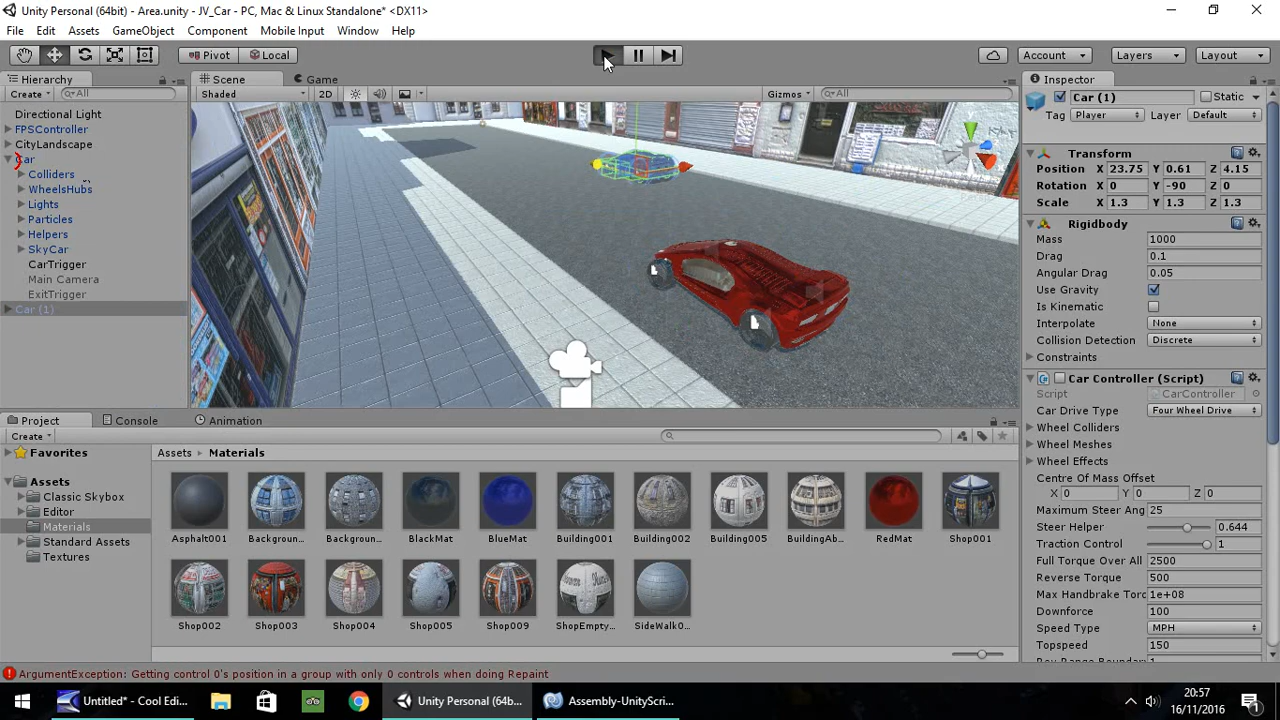 Unity Personal (64bit) - Area.unity - JV_Car - PC, Mac & Linux Standalone* <DX11>
File Edit Assets GameObject Component Mobile Input Window Help
Pivot Local Account Layers Layout
Hierarchy
Create All
Directional Light
FPSController
CityLandscape
Car
Colliders
WheelsHubs
Lights
Particles
Helpers
SkyCar
CarTrigger
Main Camera
ExitTrigger
Car (1)
Scene Game
Shaded 2D Gizmos All
Inspector
Car (1) Static
Tag Player Layer Default
Transform
Position X 23.75 Y 0.61 Z 4.15
Rotation X 0 Y -90 Z 0
Scale X 1.3 Y 1.3 Z 1.3
Rigidbody
Mass 1000
Drag 0.1
Angular Drag 0.05
Use Gravity
Is Kinematic
Interpolate None
Collision Detection Discrete
Constraints
Car Controller (Script)
Script CarController
Car Drive Type Four Wheel Drive
Wheel Colliders
Wheel Meshes
Wheel Effects
Centre Of Mass Offset
X 0 Y 0 Z 0
Maximum Steer Ang 25
Steer Helper 0.644
Traction Control 1
Full Torque Over All 2500
Reverse Torque 500
Max Handbrake Torc 1e+08
Downforce 100
Speed Type MPH
Topspeed 150
Project Console Animation
Create
Favorites
Assets
Classic Skybox
Editor
Materials
Standard Assets
Textures
Assets Materials
Asphalt001 Backgroun... Backgroun... BlackMat BlueMat Building001 Building002 Building005 BuildingAb... RedMat Shop001
Shop002 Shop003 Shop004 Shop005 Shop009 ShopEmpty... SideWalk0...
ArgumentException: Getting control 0's position in a group with only 0 controls when doing Repaint
Untitled* - Cool Edi... Unity Personal (64b... Assembly-UnityScri...
20:57
16/11/2016